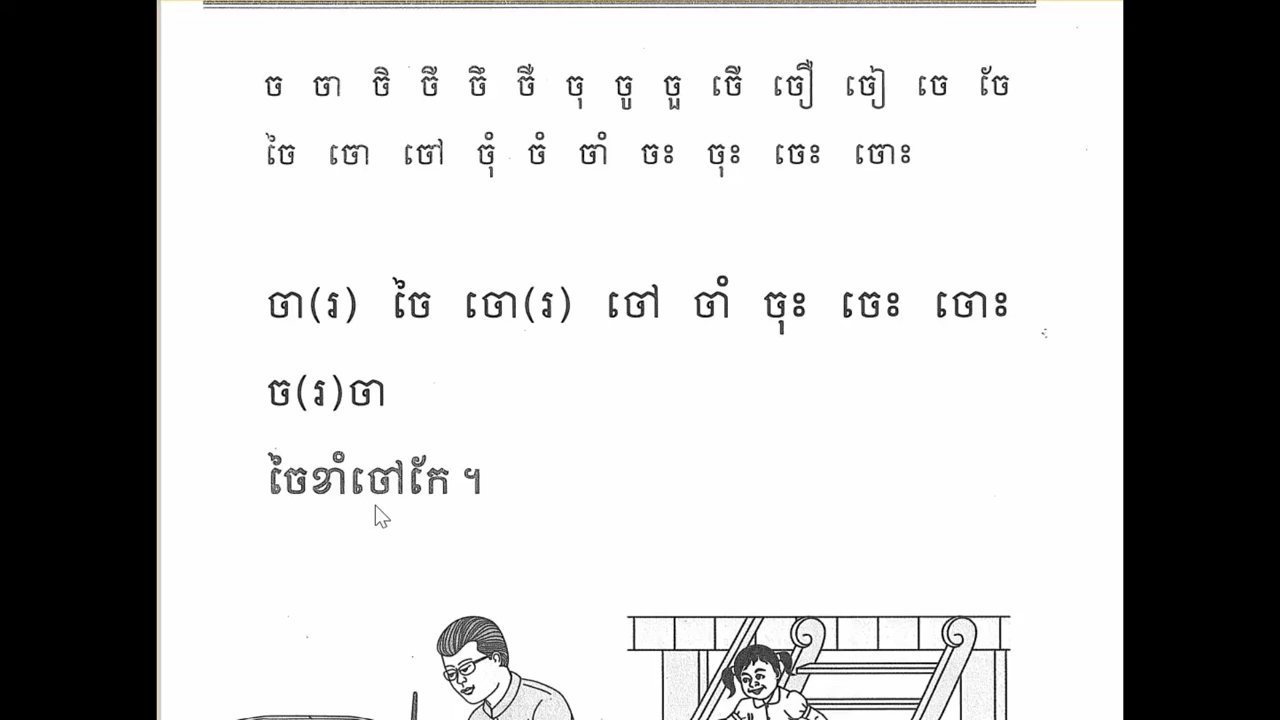 ច ចា ចិ ចី ចឹ ចឺ ចុ ចូ ចួ ចើ ចឿ ចៀ ចេ ចែ
ចៃ ចោ ចៅ ចុំ ចំ ចាំ ចះ ចុះ ចេះ ចោះ
ចា(រ) ចៃ ចោ(រ) ចៅ ចាំ ចុះ ចេះ ចោះ
ច(រ)ចា
ចៃខាំចៅកែ ។